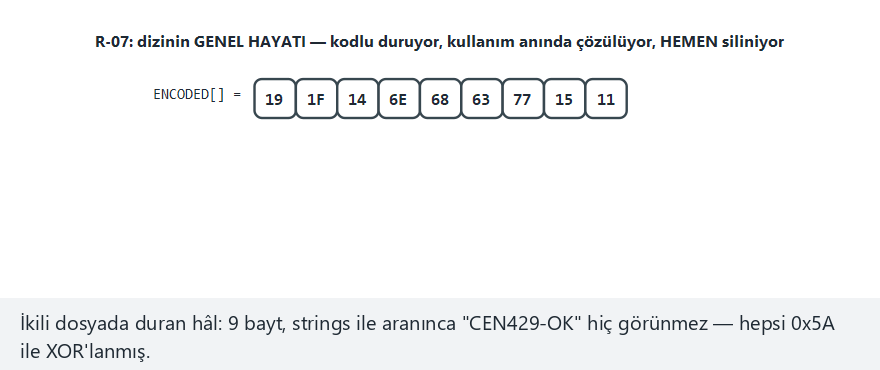 R-07: dizinin GENEL HAYATI — kodlu duruyor, kullanım anında çözülüyor, HEMEN siliniyor
ENCODED[] = 19 1F 14 6E 68 63 77 15 11
İkili dosyada duran hâl: 9 bayt, strings ile aranınca "CEN429-OK" hiç görünmez — hepsi 0x5A
ile XOR'lanmış.